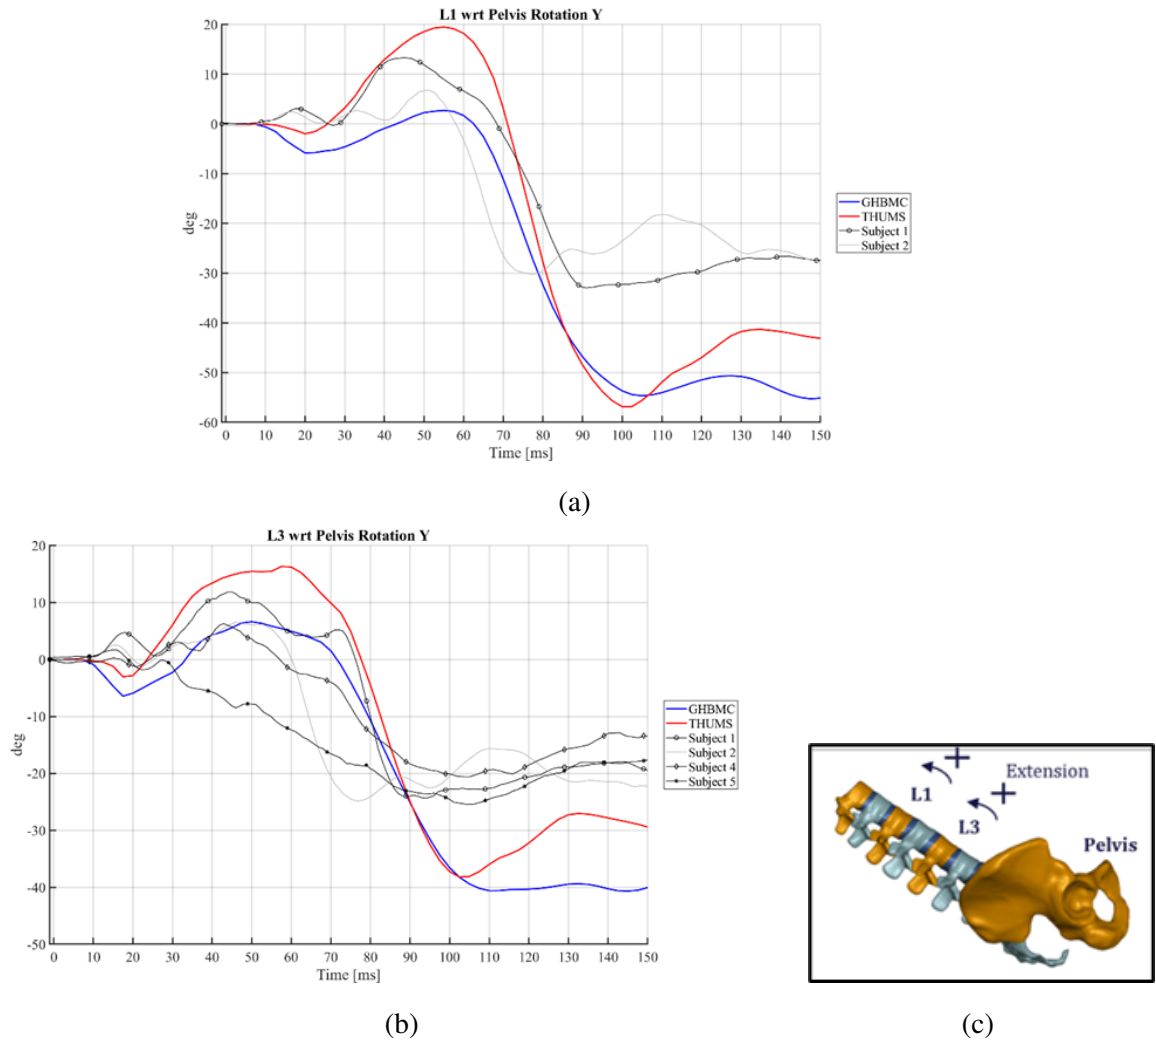 L1 wrt Pelvis Rotation Y
20
10
0
-10
-20
-30
-40
-50
-60
deg
0 10 20 30 40 50 60 70 80 90 100 110 120 130 140 150
Time [ms]
GHBMC
THUMS
Subject 1
Subject 2
(a)
L3 wrt Pelvis Rotation Y
20
10
0
-10
-20
-30
-40
-50
deg
0 10 20 30 40 50 60 70 80 90 100 110 120 130 140 150
Time [ms]
GHBMC
THUMS
Subject 1
Subject 2
Subject 4
Subject 5
(b)
+
Extension
L1
+
L3
Pelvis
(c)